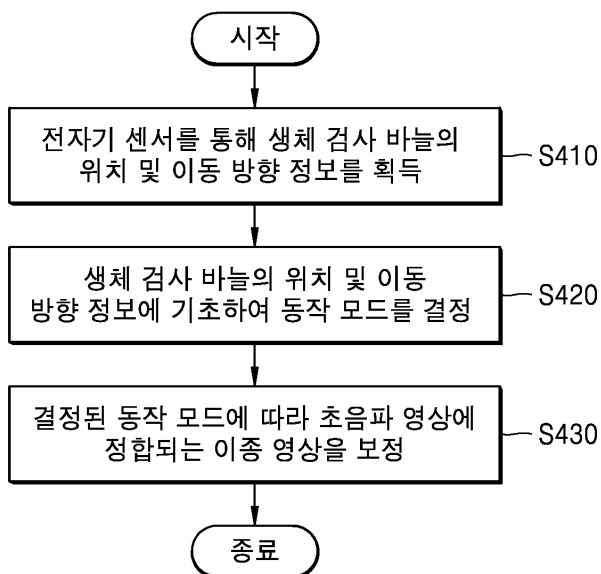 시작
전자기 센서를 통해 생체 검사 바늘의
위치 및 이동 방향 정보를 획득
S410
생체 검사 바늘의 위치 및 이동
방향 정보에 기초하여 동작 모드를 결정
S420
결정된 동작 모드에 따라 초음파 영상에
정합되는 이종 영상을 보정
S430
종료